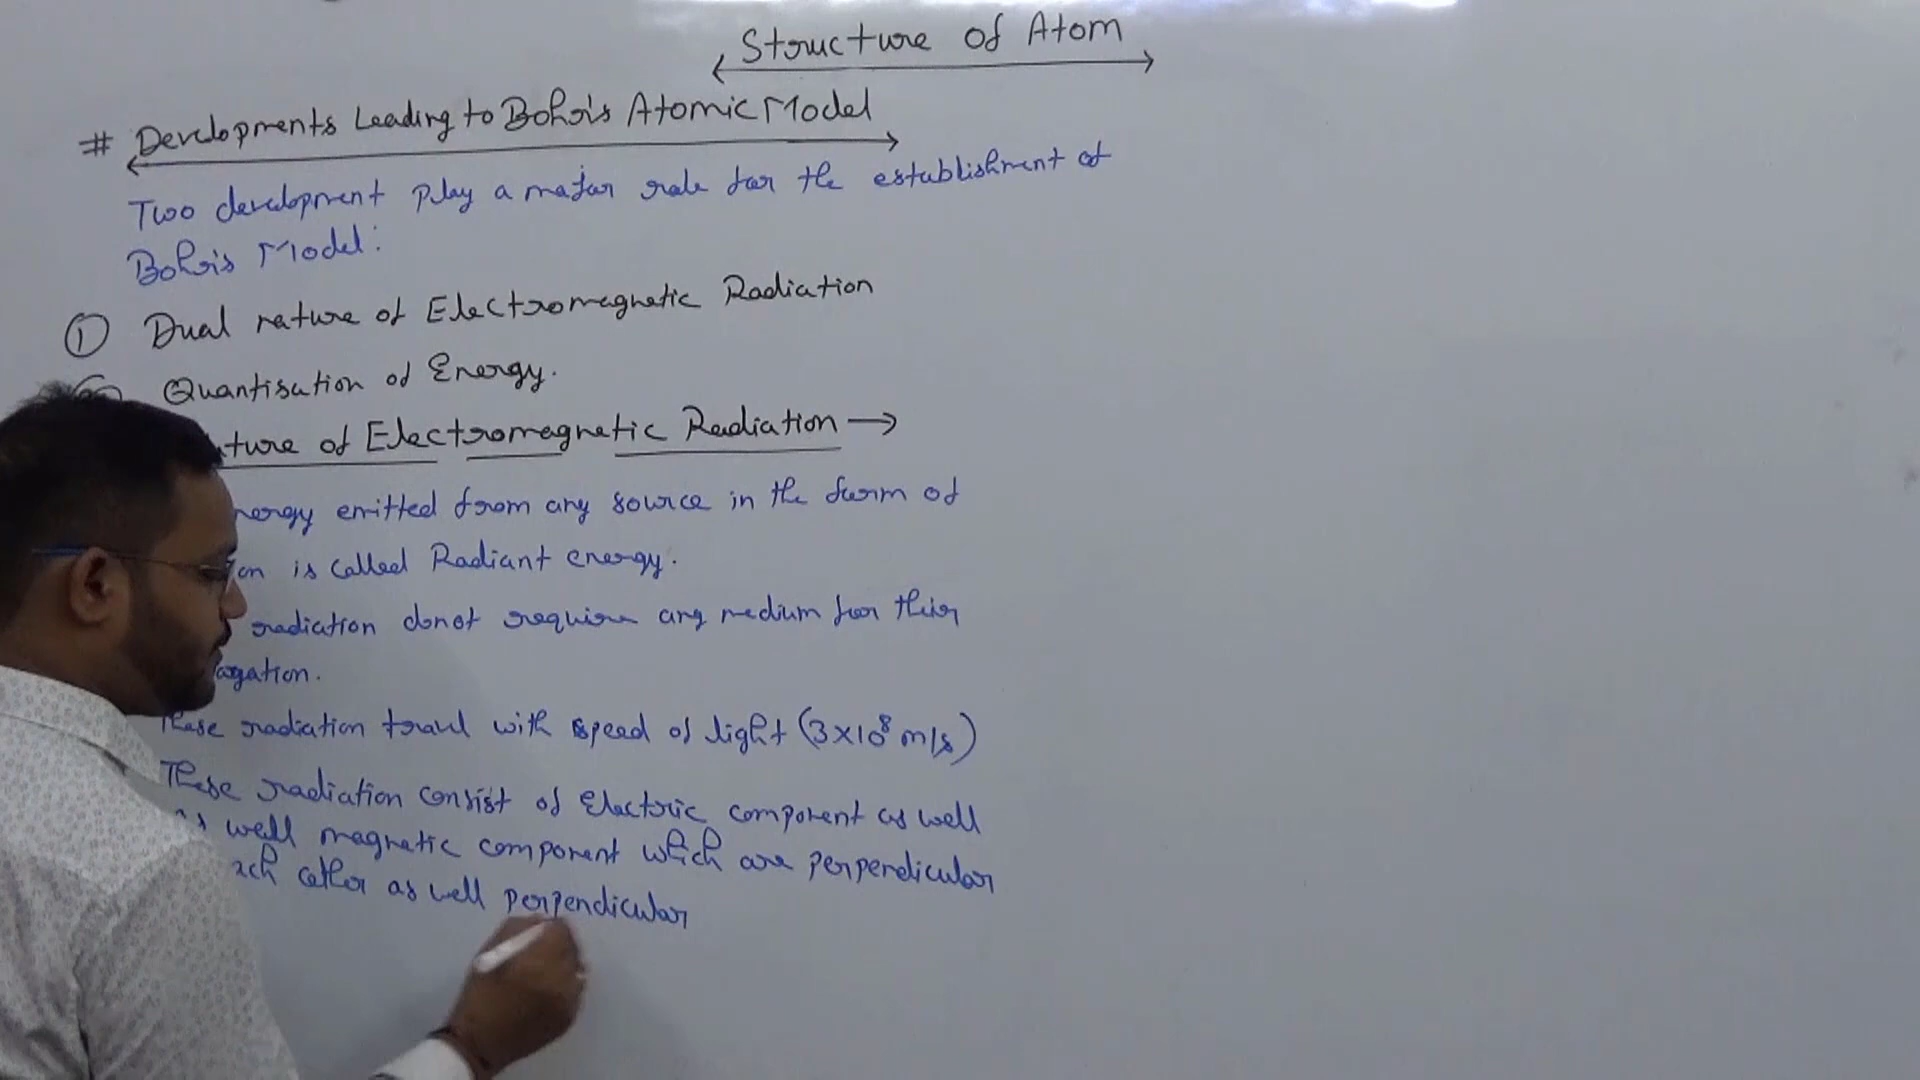 Structure of Atom
# Developments Leading to Bohr's Atomic Model
Two development play a major role for the establishment of
Bohr's Model:
① Dual nature of Electromagnetic Radiation
Quantisation of Energy.
ture of Electromagnetic Radiation →
nergy emitted from any source in the form of
on is called Radiant energy.
radiation donot require any medium for their
agation.
These radiation travel with speed of light (3×10⁸ m/s)
These radiation consist of Electric component as well
as well magnetic component which are perpendicular
ach other as well perpendicular